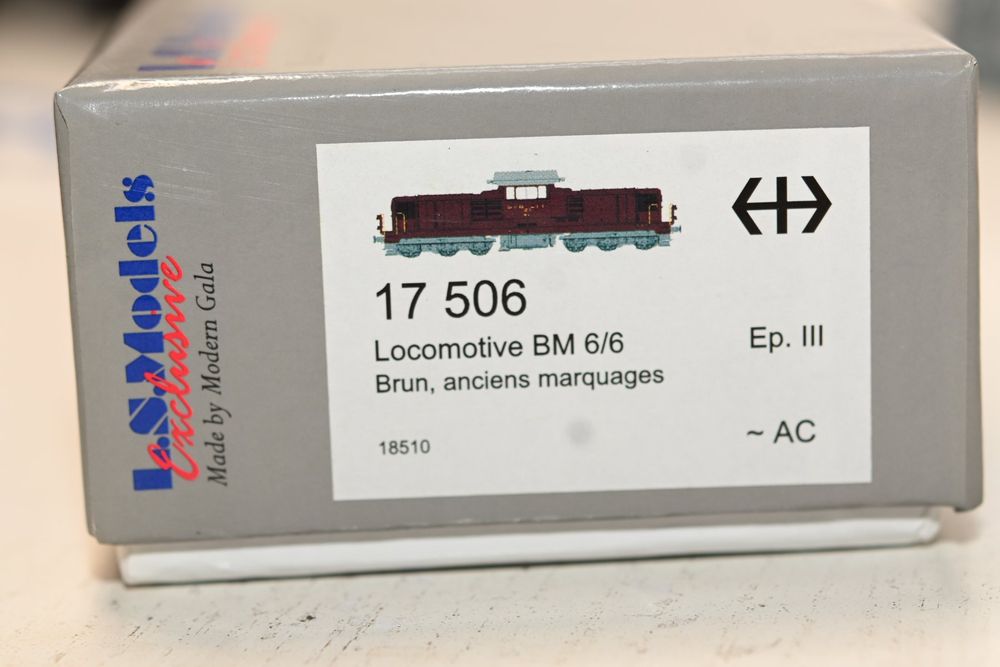 L.S.Models
exclusive
Made by Modern Gala
17 506
Locomotive BM 6/6
Brun, anciens marquages
Ep. III
18510
~ AC